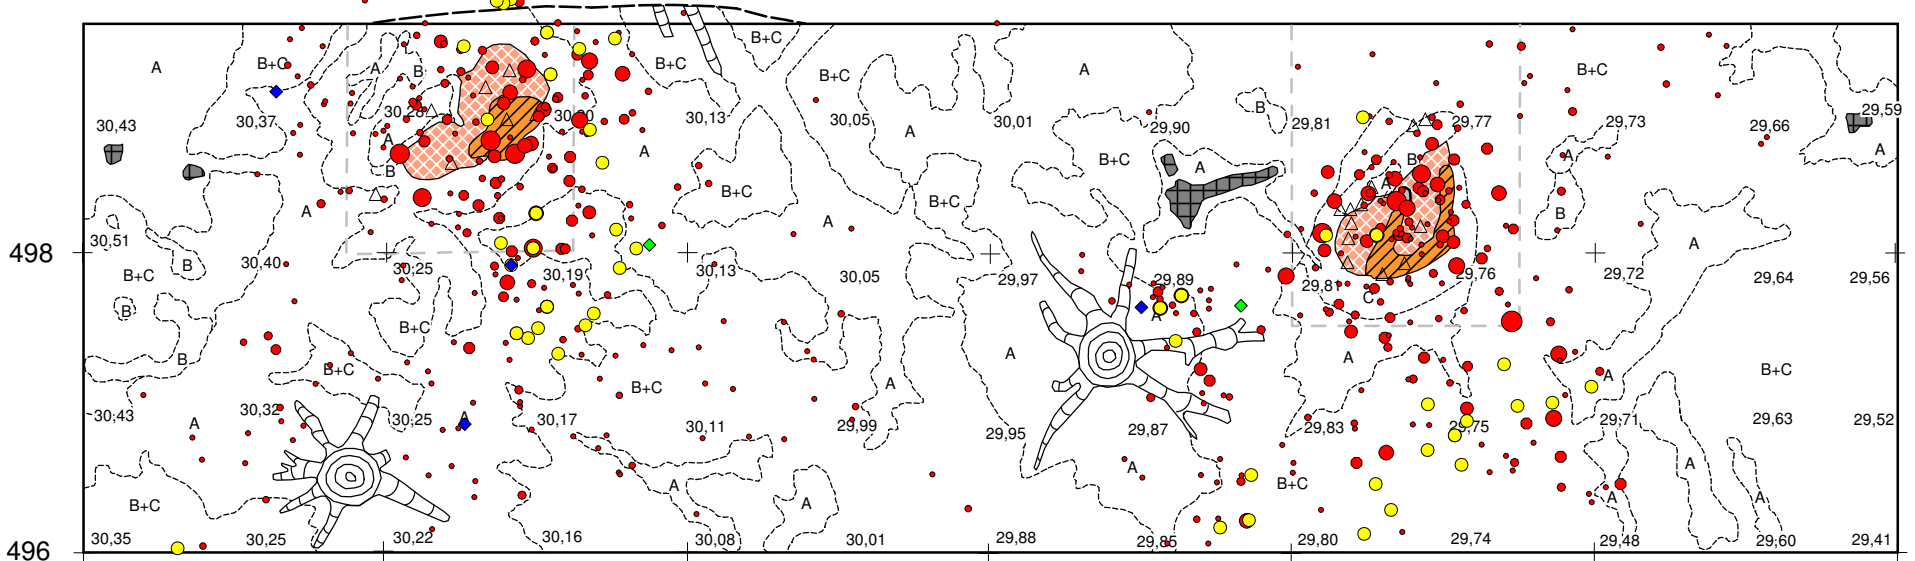 B+C B+C
A B+C A B B+C B+C A B+C
30,43 30,37 30,28 30,20 30,13 30,05 30,01 29,90 B 29,81 29,77 29,73 29,66 29,59
A A A B+C A B A A
B B+C B+C A A B
30,51 A A A
498
B+C B 30,40 30,25 30,19 30,13 30,05 29,97 29,89 29,81 29,76 29,72 29,64 29,56
B B+C A C
B B+C B+C A A A A B+C
30,43 A 30,32 30,25 A 30,17 30,11 29,99 29,95 29,87 29,83 29,75 29,71 29,63 29,52
B+C A A A B+C A A A
496
30,35 30,25 30,22 30,16 30,08 30,01 29,88 29,85 29,80 29,74 29,48 29,60 29,41